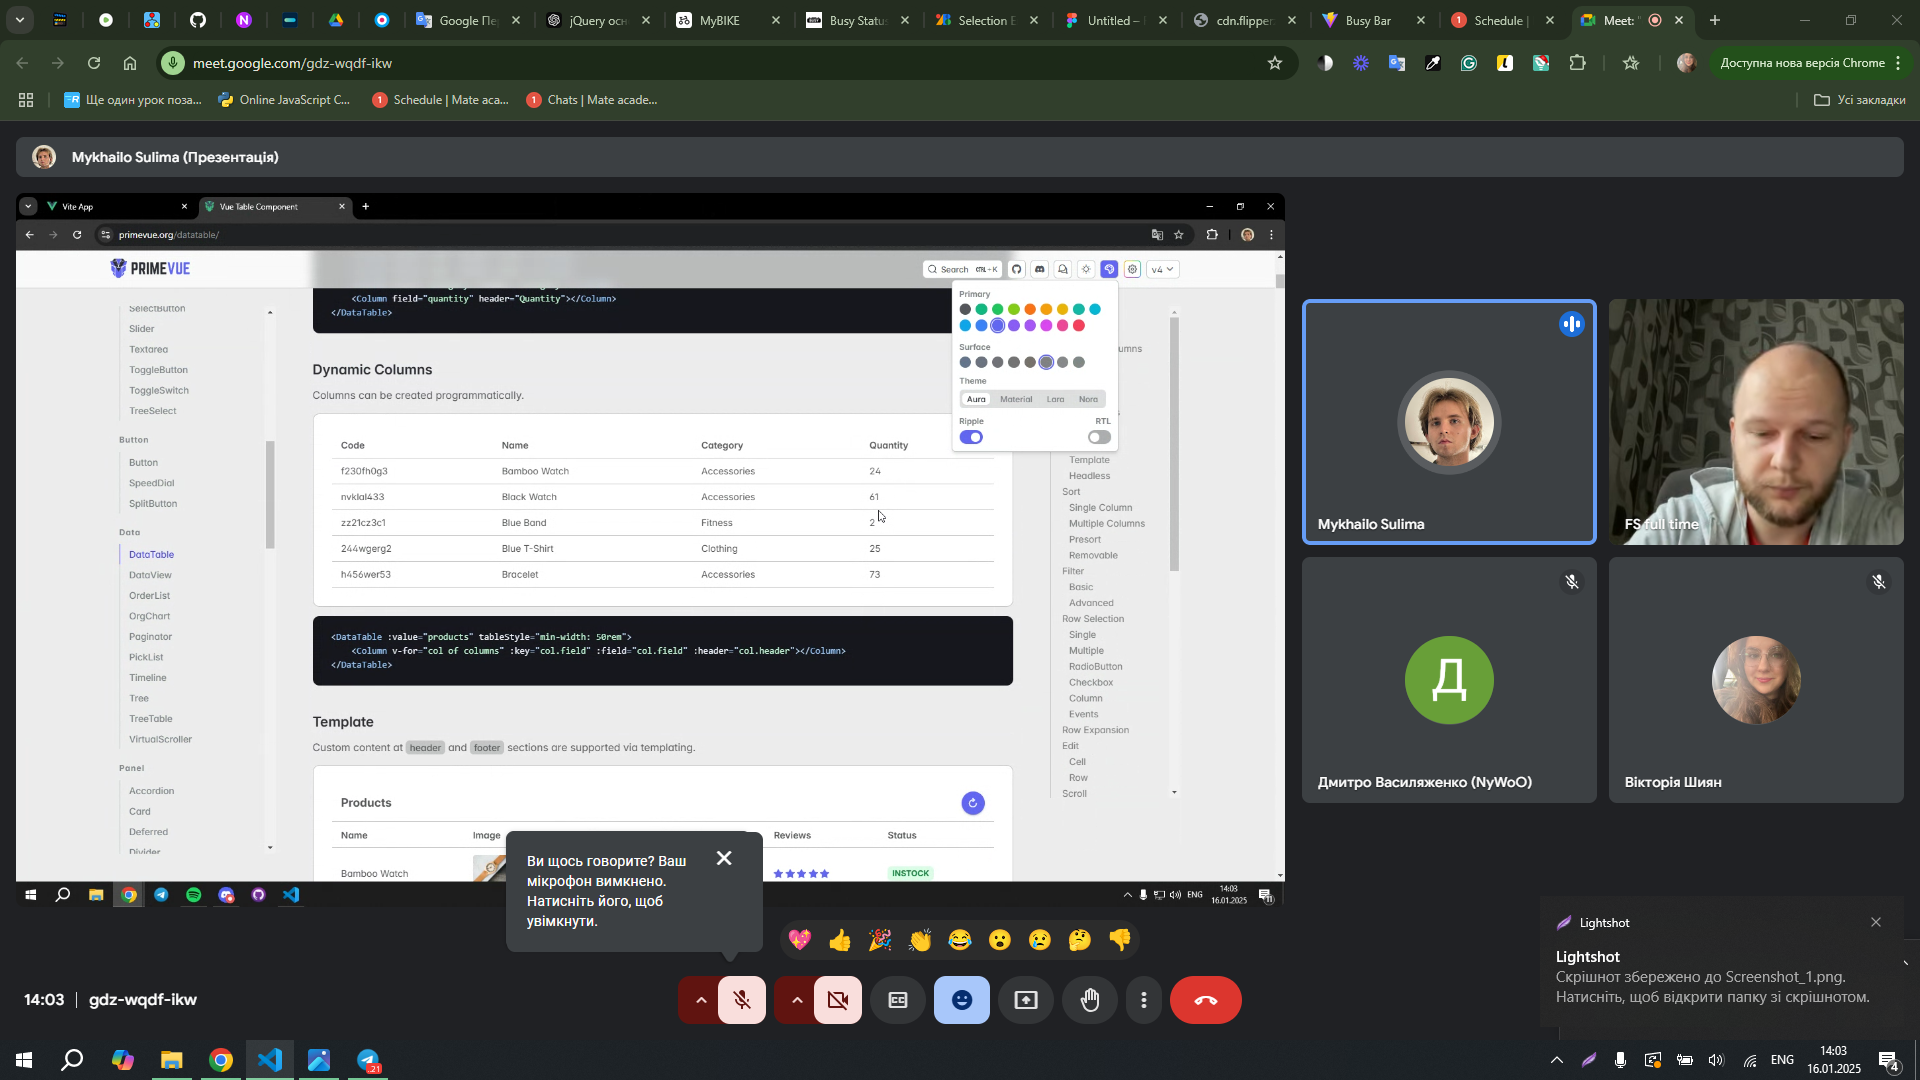 Google Пе
jQuery осн
MyBIKE
Busy Statu
Selection E
Untitled –
cdn.flipper
Busy Bar
Schedule |
Meet:
meet.google.com/gdz-wqdf-ikw
Доступна нова версія Chrome
Ще один урок поза...
Online JavaScript C...
Schedule | Mate aca...
Chats | Mate acade...
Усі закладки
Mykhailo Sulima (Презентація)
Vite App
Vue Table Component
primevue.org/datatable/
PRIMEVUE
Search CTRL+K
v4
SelectButton
Slider
Textarea
ToggleButton
ToggleSwitch
TreeSelect
Button
Button
SpeedDial
SplitButton
Data
DataTable
DataView
OrderList
OrgChart
Paginator
PickList
Timeline
Tree
TreeTable
VirtualScroller
Panel
Accordion
Card
Deferred
Divider
<Column field="quantity" header="Quantity"></Column>
</DataTable>
Dynamic Columns
Columns can be created programmatically.
Code Name Category Quantity
f230fh0g3 Bamboo Watch Accessories 24
nvklal433 Black Watch Accessories 61
zz21cz3c1 Blue Band Fitness 2
244wgerg2 Blue T-Shirt Clothing 25
h456wer53 Bracelet Accessories 73
<DataTable :value="products" tableStyle="min-width: 50rem">
<Column v-for="col of columns" :key="col.field" :field="col.field" :header="col.header"></Column>
</DataTable>
Template
Custom content at header and footer sections are supported via templating.
Products
Name Image Reviews Status
Bamboo Watch INSTOCK
Primary
Surface
Theme
Aura Material Lara Nora
Ripple RTL
umns
Template
Headless
Sort
Single Column
Multiple Columns
Presort
Removable
Filter
Basic
Advanced
Row Selection
Single
Multiple
RadioButton
Checkbox
Column
Events
Row Expansion
Edit
Cell
Row
Scroll
ENG
14:03
16.01.2025
Mykhailo Sulima
FS full time
Д
Дмитро Василяженко (NyWoO)
Вікторія Шиян
Ви щось говорите? Ваш
мікрофон вимкнено.
Натисніть його, щоб
увімкнути.
Lightshot
Lightshot
Скрішнот збережено до Screenshot_1.png.
Натисніть, щоб відкрити папку зі скрішнотом.
14:03 | gdz-wqdf-ikw
21
ENG
14:03
16.01.2025
4